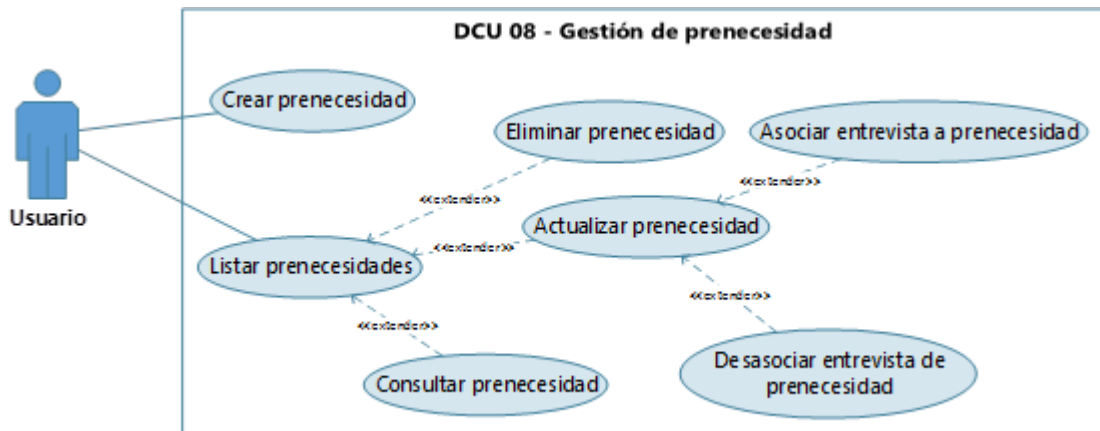 DCU 08 - Gestión de prenecesidad
Crear prenecesidad
Eliminar prenecesidad
Asociar entrevista a prenecesidad
<<extender>>
<<extender>>
Usuario
Actualizar prenecesidad
<<extender>>
Listar prenecesidades
<<extender>>
<<extender>>
Consultar prenecesidad
Desasociar entrevista de
prenecesidad